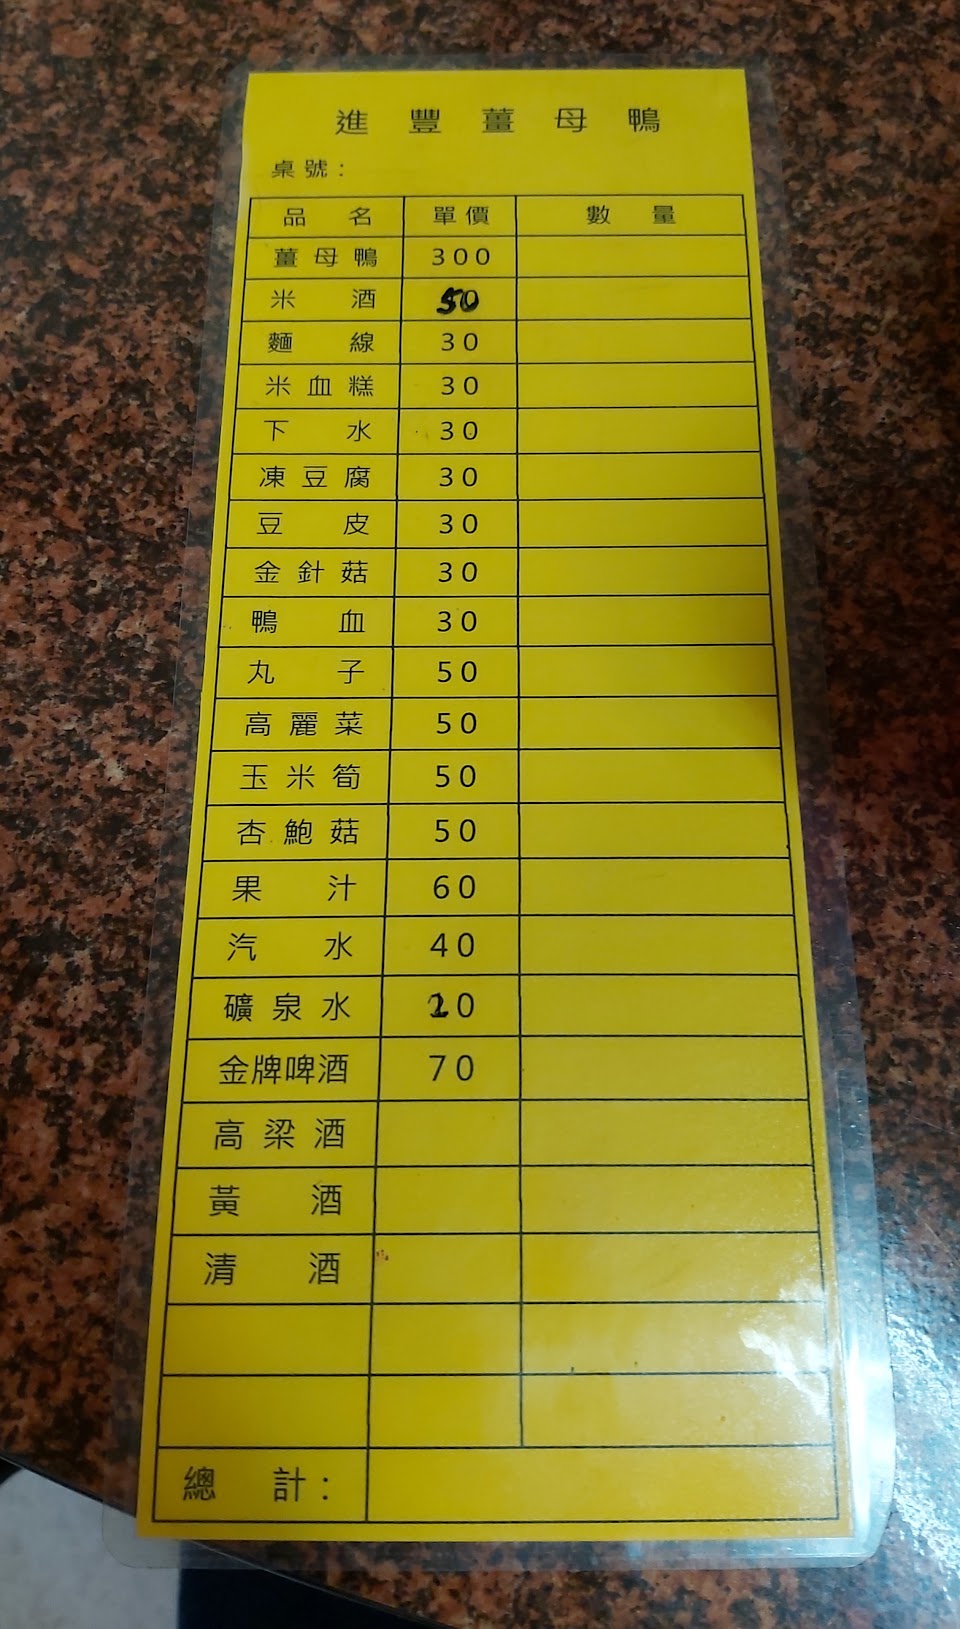 進豐薑母鴨
桌號：
品名 單價 數量
薑母鴨 300
米酒 50
麵線 30
米血糕 30
下水 30
凍豆腐 30
豆皮 30
金針菇 30
鴨血 30
丸子 50
高麗菜 50
玉米筍 50
杏鮑菇 50
果汁 60
汽水 40
礦泉水 20
金牌啤酒 70
高梁酒
黃酒
清酒
總計：